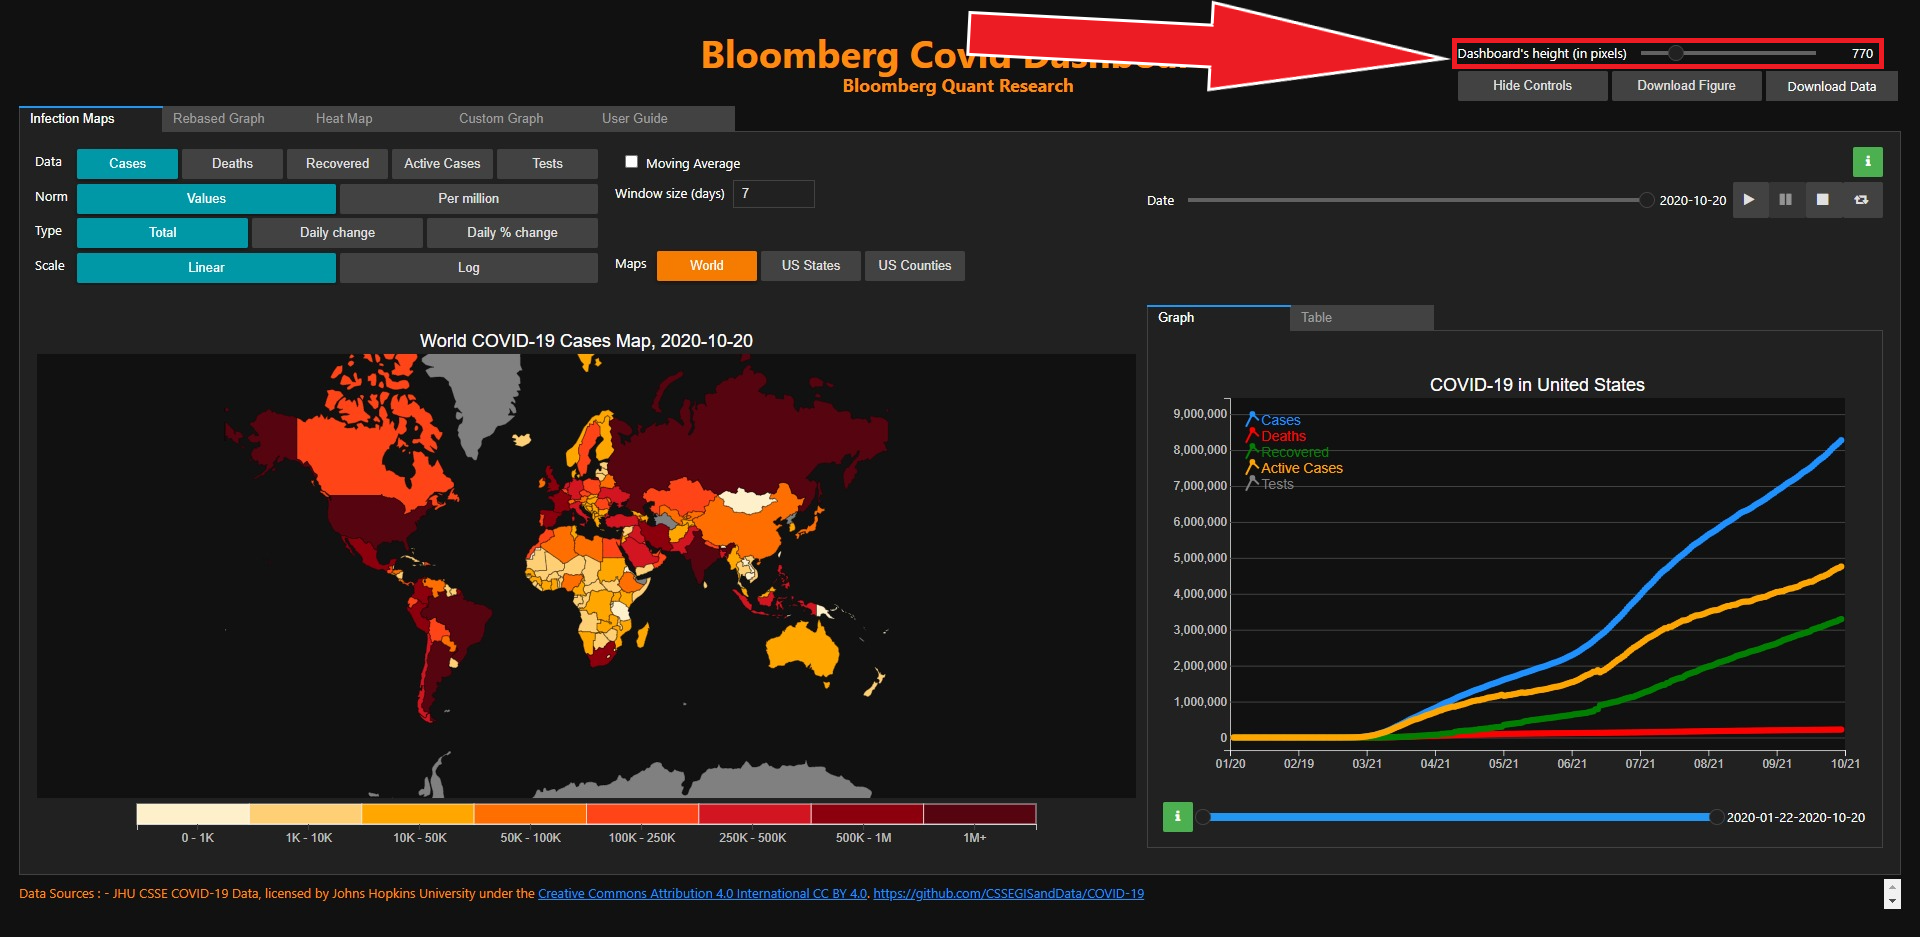 Bloomberg Covid Dashboard
Bloomberg Quant Research
Dashboard's height (in pixels) 770
Hide Controls Download Figure Download Data
Infection Maps Rebased Graph Heat Map Custom Graph User Guide
Data Cases Deaths Recovered Active Cases Tests
Norm Values Per million
Type Total Daily change Daily % change
Scale Linear Log
Moving Average
Window size (days) 7
Maps World US States US Counties
i
Date 2020-10-20
World COVID-19 Cases Map, 2020-10-20
0 - 1K 1K - 10K 10K - 50K 50K - 100K 100K - 250K 250K - 500K 500K - 1M 1M+
Graph Table
COVID-19 in United States
Cases
Deaths
Recovered
Active Cases
Tests
9,000,000
8,000,000
7,000,000
6,000,000
5,000,000
4,000,000
3,000,000
2,000,000
1,000,000
0
01/20 02/19 03/21 04/21 05/21 06/21 07/21 08/21 09/21 10/21
i 2020-01-22-2020-10-20
Data Sources : - JHU CSSE COVID-19 Data, licensed by Johns Hopkins University under the Creative Commons Attribution 4.0 International CC BY 4.0. https://github.com/CSSEGISandData/COVID-19